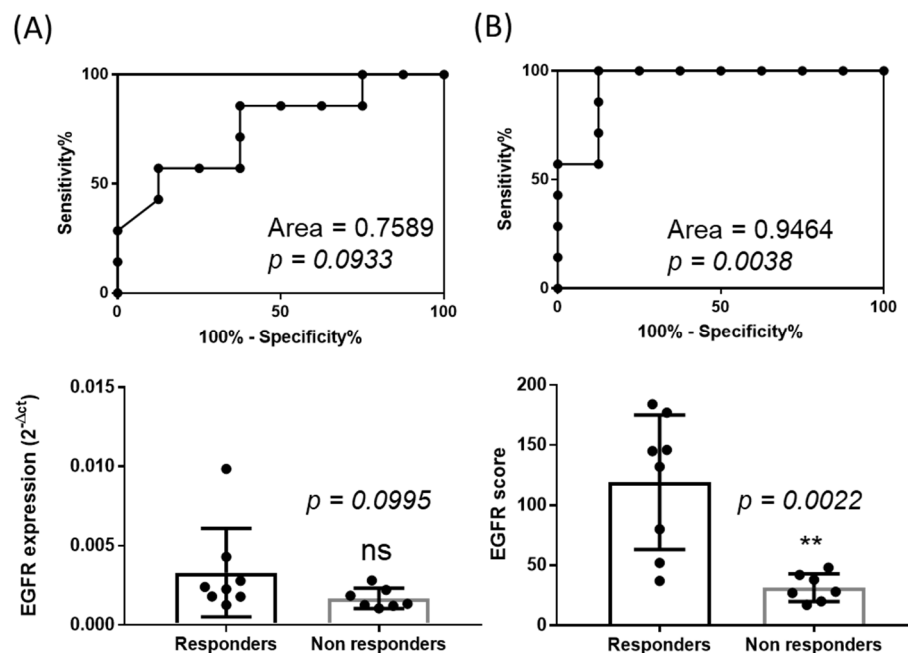 (A)
100
50
0
Sensitivity%
Area = 0.7589
p = 0.0933
0
50
100
100% - Specificity%
(B)
100
50
0
Sensitivity%
Area = 0.9464
p = 0.0038
0
50
100
100% - Specificity%
0.015
0.010
0.005
0.000
EGFR expression (2^-Δct)
p = 0.0995
ns
Responders
Non responders
200
150
100
50
0
EGFR score
p = 0.0022
**
Responders
Non responders